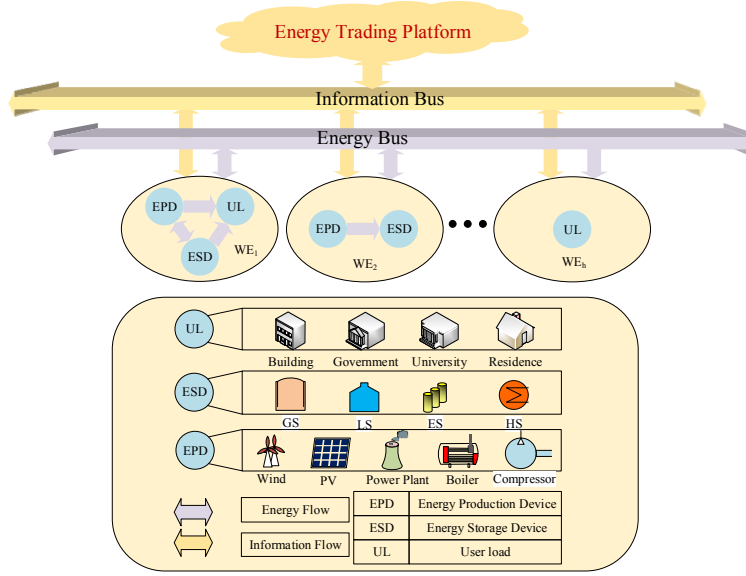 Energy Trading Platform
Information Bus
Energy Bus
EPD UL ESD WE1
EPD ESD WE2
•••
UL WEh
UL
Building Government University Residence
ESD
GS LS ES HS
EPD
Wind PV Power Plant Boiler Compressor
Energy Flow
Information Flow
EPD Energy Production Device
ESD Energy Storage Device
UL User load